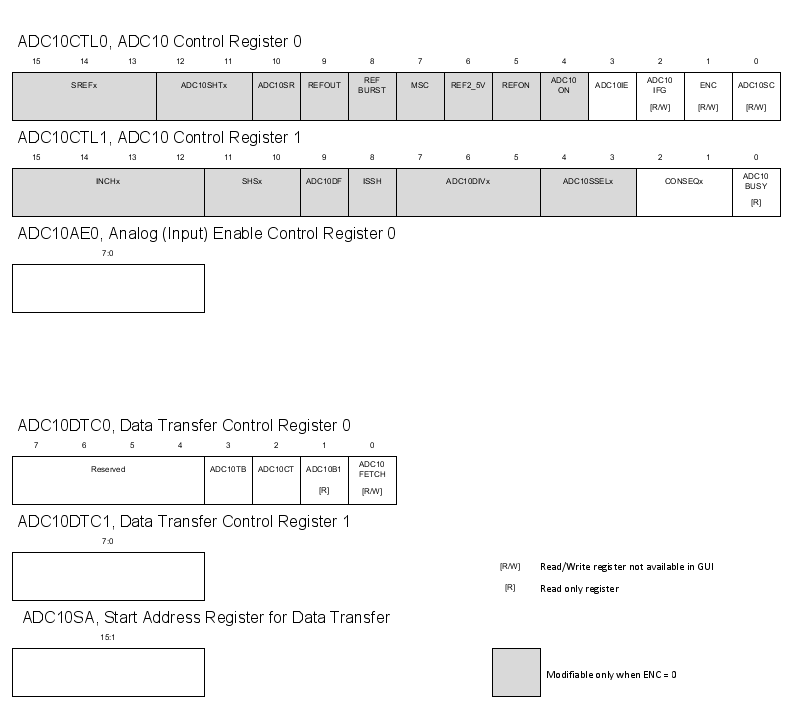 ADC10CTL0, ADC10 Control Register 0
15 14 13 12 11 10 9 8 7 6 5 4 3 2 1 0
SREFx ADC10SHTx ADC10SR REFOUT REF BURST MSC REF2_5V REFON ADC10 ON ADC10IE ADC10 IFG ENC ADC10SC
[R/W] [R/W] [R/W]
ADC10CTL1, ADC10 Control Register 1
15 14 13 12 11 10 9 8 7 6 5 4 3 2 1 0
INCHx SHSx ADC10DF ISSH ADC10DIVx ADC10SSELx CONSEQx ADC10 BUSY
[R]
ADC10AE0, Analog (Input) Enable Control Register 0
7:0
ADC10DTC0, Data Transfer Control Register 0
7 6 5 4 3 2 1 0
Reserved ADC10TB ADC10CT ADC10B1 ADC10 FETCH
[R] [R/W]
ADC10DTC1, Data Transfer Control Register 1
7:0
[R/W] Read/Write register not available in GUI
[R] Read only register
ADC10SA, Start Address Register for Data Transfer
15:1
Modifiable only when ENC = 0